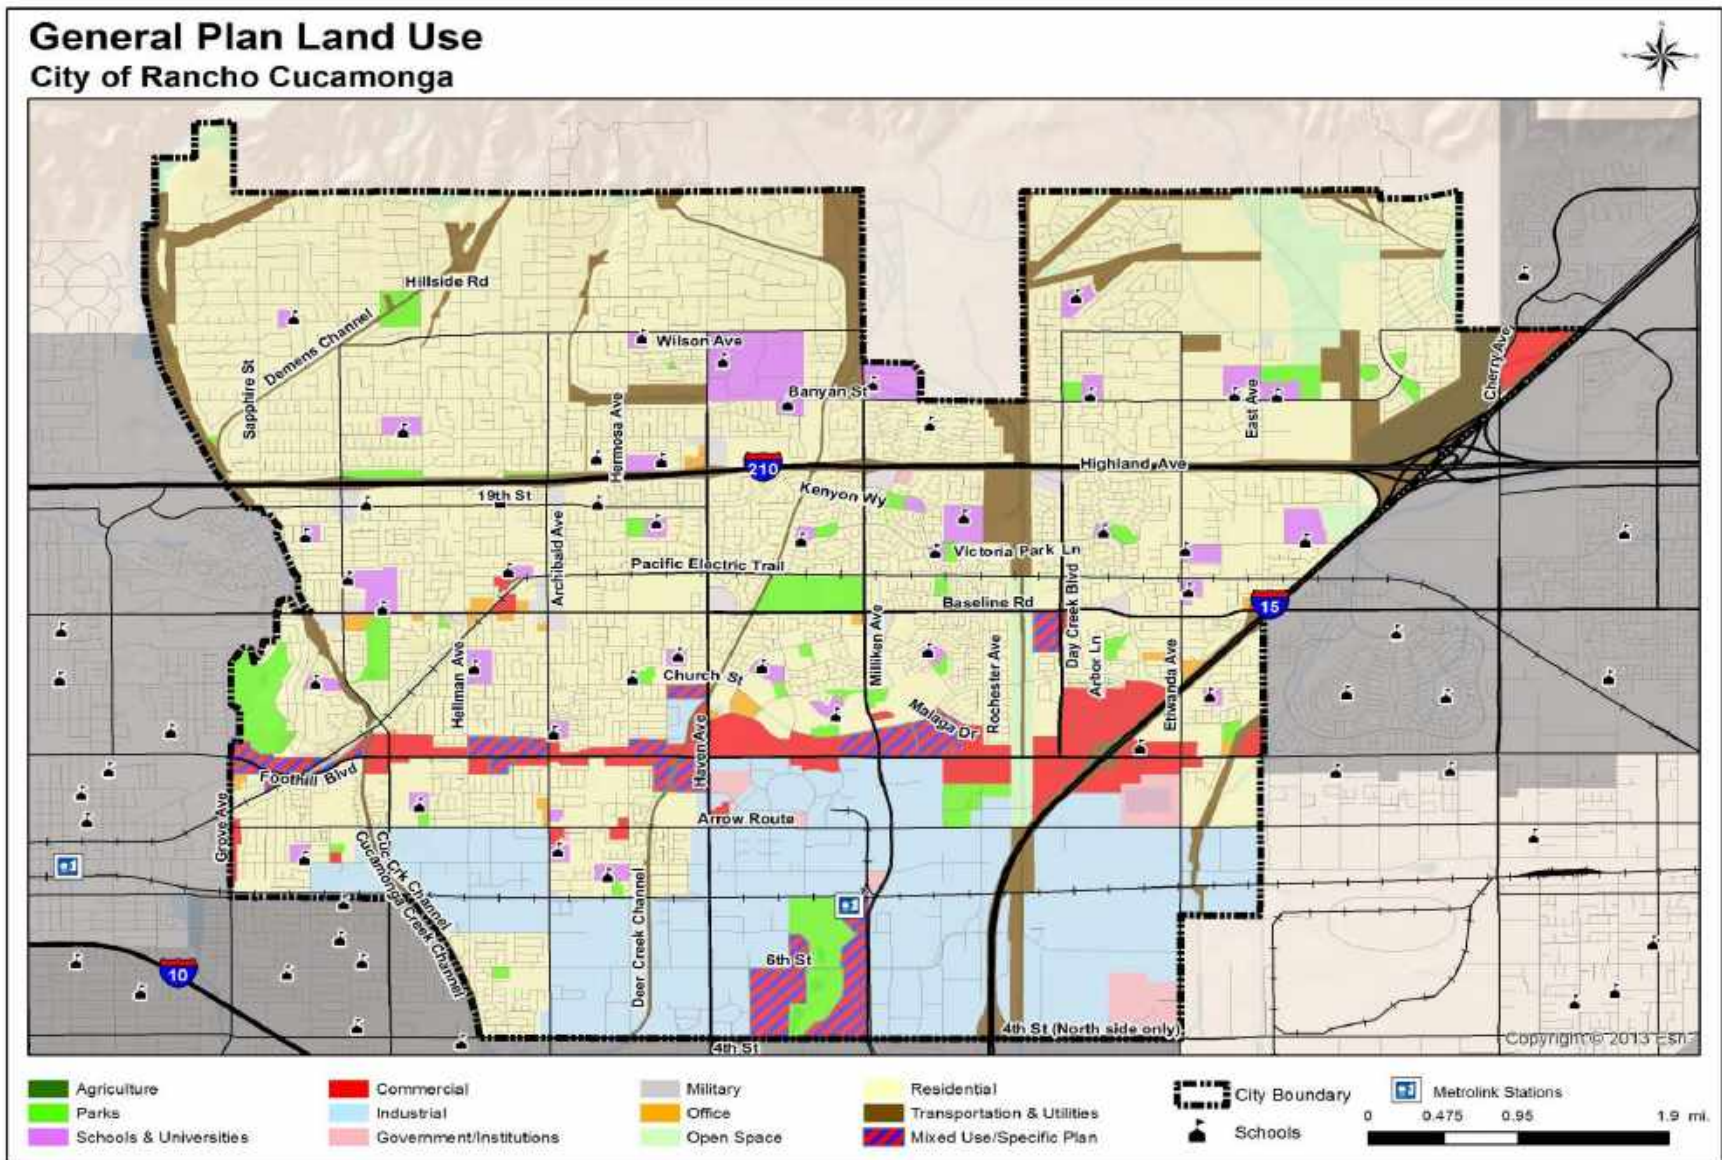 General Plan Land Use
City of Rancho Cucamonga
Hillside Rd
Demens Channel
Wilson Ave
Banyan St
Sapphire St
Hermosa Ave
East Ave
Cherry Ave
210
Highland Ave
19th St
Kenyon Wy
Archibald Ave
Pacific Electric Trail
Victoria Park Ln
Baseline Rd
Day Creek Blvd
15
Hellman Ave
Church St
Milliken Ave
Rochester Ave
Arbor Ln
Etiwanda Ave
Malaga Dr
Haven Ave
Foothill Blvd
Grove Ave
Arrow Route
Cuc Crk Channel
Cucamonga Creek Channel
Deer Creek Channel
6th St
10
4th St (North side only)
4th St
Copyright © 2013 Esri
Agriculture
Parks
Schools & Universities
Commercial
Industrial
Government/Institutions
Military
Office
Open Space
Residential
Transportation & Utilities
Mixed Use/Specific Plan
City Boundary
Schools
Metrolink Stations
0 0.475 0.95 1.9 mi.